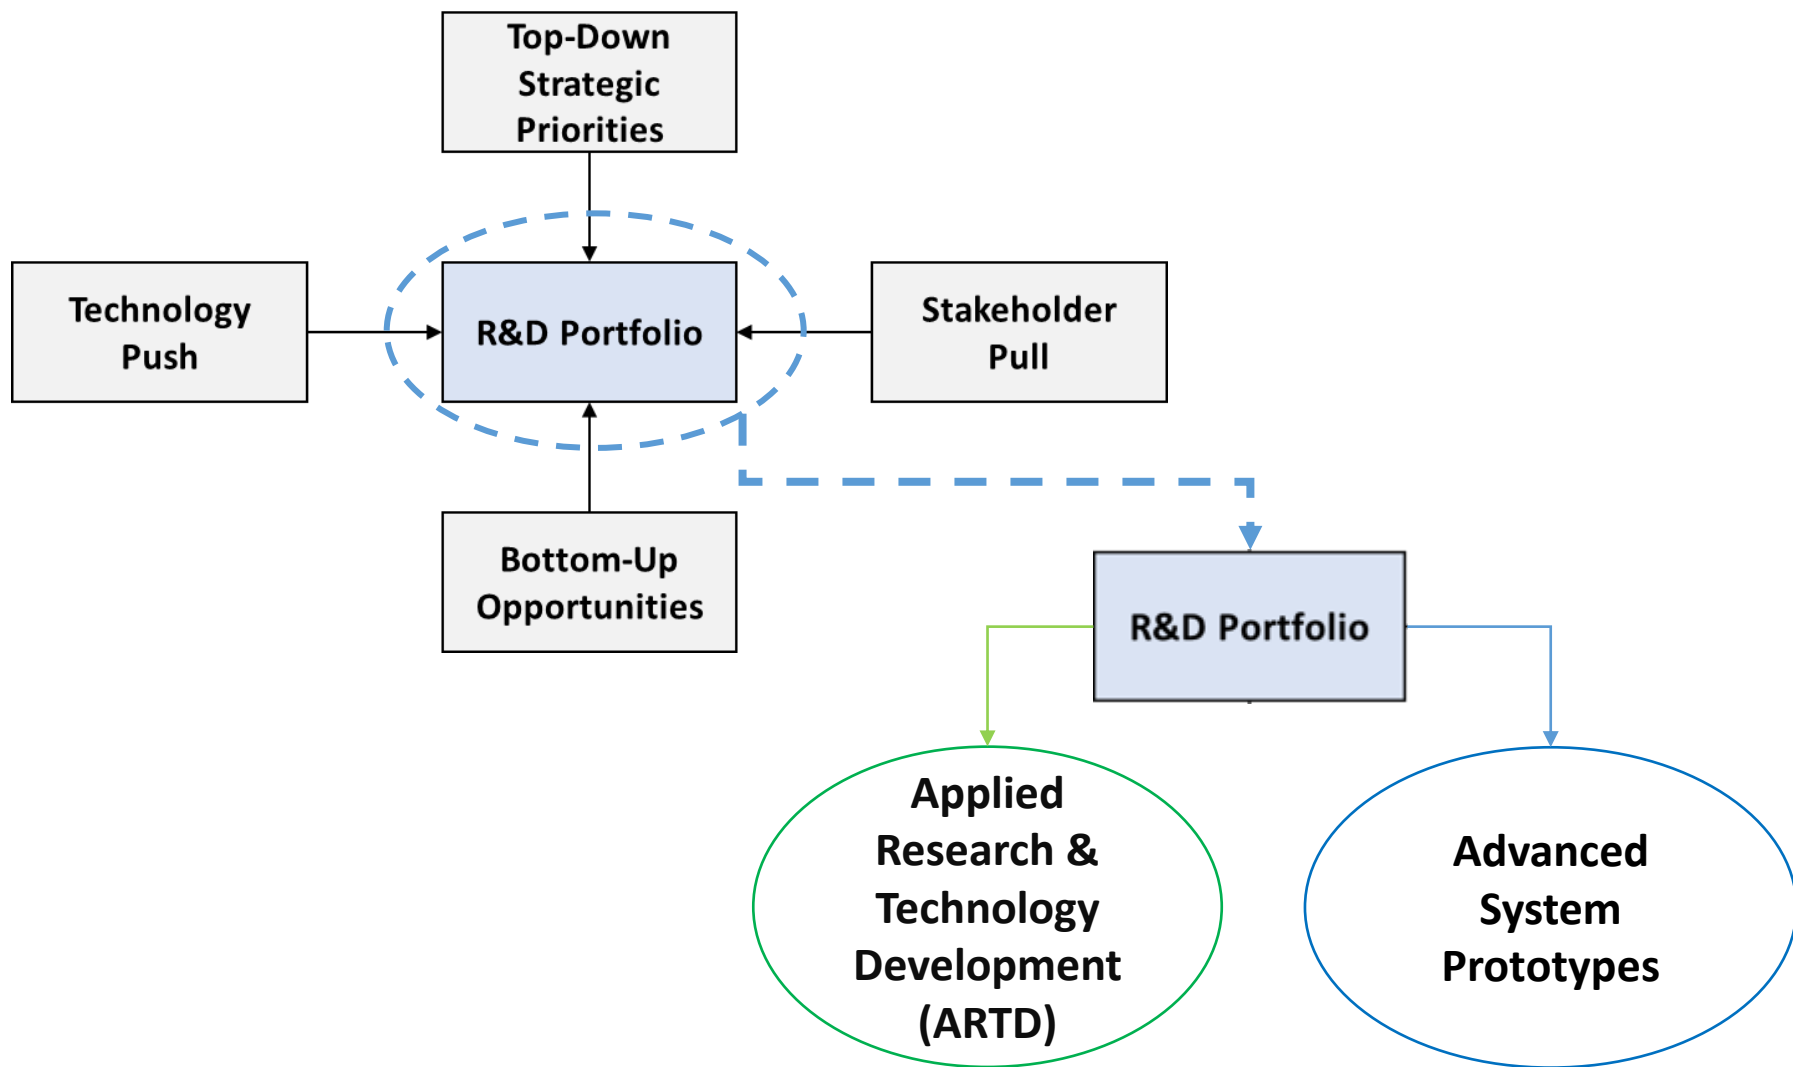 Top-Down
Strategic
Priorities
Technology
Push
R&D Portfolio
Stakeholder
Pull
Bottom-Up
Opportunities
R&D Portfolio
Applied
Research &
Technology
Development
(ARTD)
Advanced
System
Prototypes